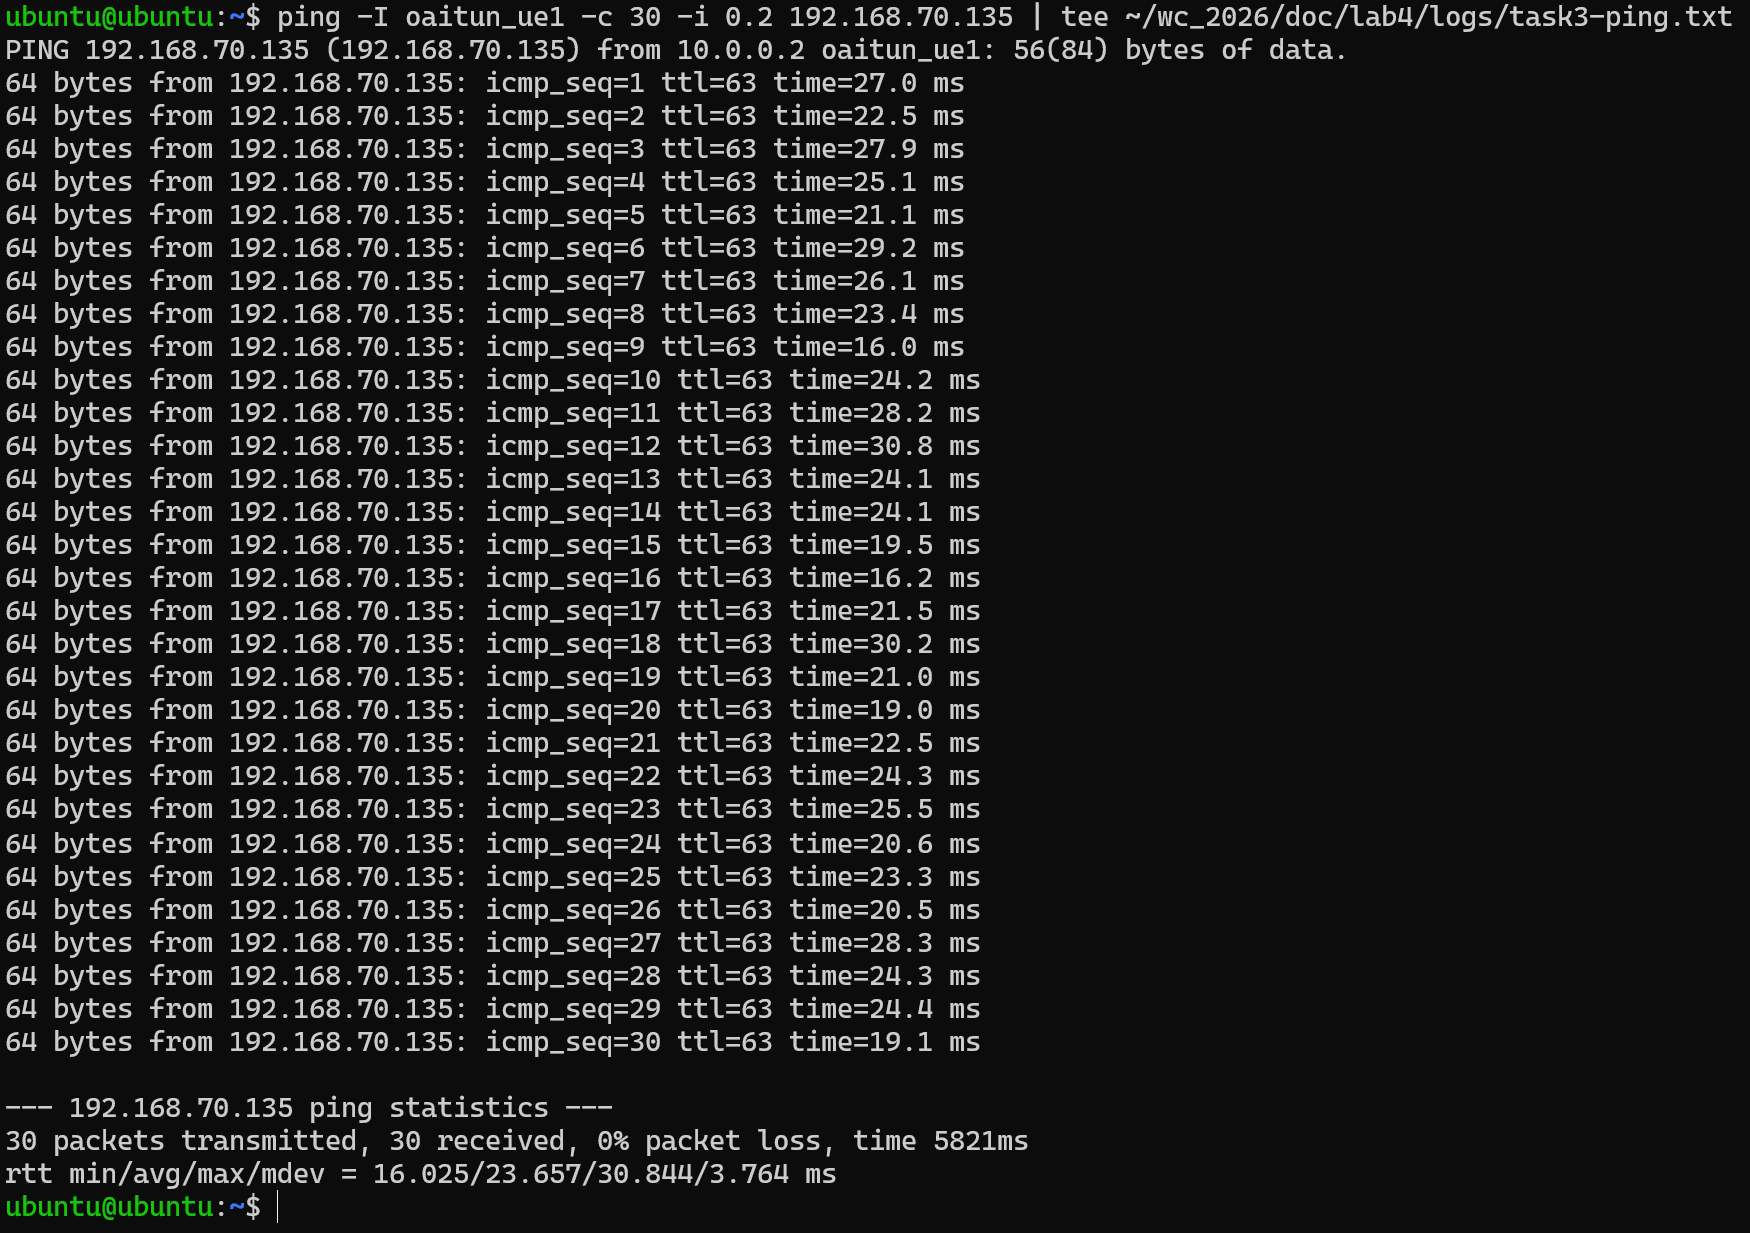 ubuntu@ubuntu:~$ ping -I oaitun_ue1 -c 30 -i 0.2 192.168.70.135 | tee ~/wc_2026/doc/lab4/logs/task3-ping.txt
PING 192.168.70.135 (192.168.70.135) from 10.0.0.2 oaitun_ue1: 56(84) bytes of data.
64 bytes from 192.168.70.135: icmp_seq=1 ttl=63 time=27.0 ms
64 bytes from 192.168.70.135: icmp_seq=2 ttl=63 time=22.5 ms
64 bytes from 192.168.70.135: icmp_seq=3 ttl=63 time=27.9 ms
64 bytes from 192.168.70.135: icmp_seq=4 ttl=63 time=25.1 ms
64 bytes from 192.168.70.135: icmp_seq=5 ttl=63 time=21.1 ms
64 bytes from 192.168.70.135: icmp_seq=6 ttl=63 time=29.2 ms
64 bytes from 192.168.70.135: icmp_seq=7 ttl=63 time=26.1 ms
64 bytes from 192.168.70.135: icmp_seq=8 ttl=63 time=23.4 ms
64 bytes from 192.168.70.135: icmp_seq=9 ttl=63 time=16.0 ms
64 bytes from 192.168.70.135: icmp_seq=10 ttl=63 time=24.2 ms
64 bytes from 192.168.70.135: icmp_seq=11 ttl=63 time=28.2 ms
64 bytes from 192.168.70.135: icmp_seq=12 ttl=63 time=30.8 ms
64 bytes from 192.168.70.135: icmp_seq=13 ttl=63 time=24.1 ms
64 bytes from 192.168.70.135: icmp_seq=14 ttl=63 time=24.1 ms
64 bytes from 192.168.70.135: icmp_seq=15 ttl=63 time=19.5 ms
64 bytes from 192.168.70.135: icmp_seq=16 ttl=63 time=16.2 ms
64 bytes from 192.168.70.135: icmp_seq=17 ttl=63 time=21.5 ms
64 bytes from 192.168.70.135: icmp_seq=18 ttl=63 time=30.2 ms
64 bytes from 192.168.70.135: icmp_seq=19 ttl=63 time=21.0 ms
64 bytes from 192.168.70.135: icmp_seq=20 ttl=63 time=19.0 ms
64 bytes from 192.168.70.135: icmp_seq=21 ttl=63 time=22.5 ms
64 bytes from 192.168.70.135: icmp_seq=22 ttl=63 time=24.3 ms
64 bytes from 192.168.70.135: icmp_seq=23 ttl=63 time=25.5 ms
64 bytes from 192.168.70.135: icmp_seq=24 ttl=63 time=20.6 ms
64 bytes from 192.168.70.135: icmp_seq=25 ttl=63 time=23.3 ms
64 bytes from 192.168.70.135: icmp_seq=26 ttl=63 time=20.5 ms
64 bytes from 192.168.70.135: icmp_seq=27 ttl=63 time=28.3 ms
64 bytes from 192.168.70.135: icmp_seq=28 ttl=63 time=24.3 ms
64 bytes from 192.168.70.135: icmp_seq=29 ttl=63 time=24.4 ms
64 bytes from 192.168.70.135: icmp_seq=30 ttl=63 time=19.1 ms
--- 192.168.70.135 ping statistics ---
30 packets transmitted, 30 received, 0% packet loss, time 5821ms
rtt min/avg/max/mdev = 16.025/23.657/30.844/3.764 ms
ubuntu@ubuntu:~$